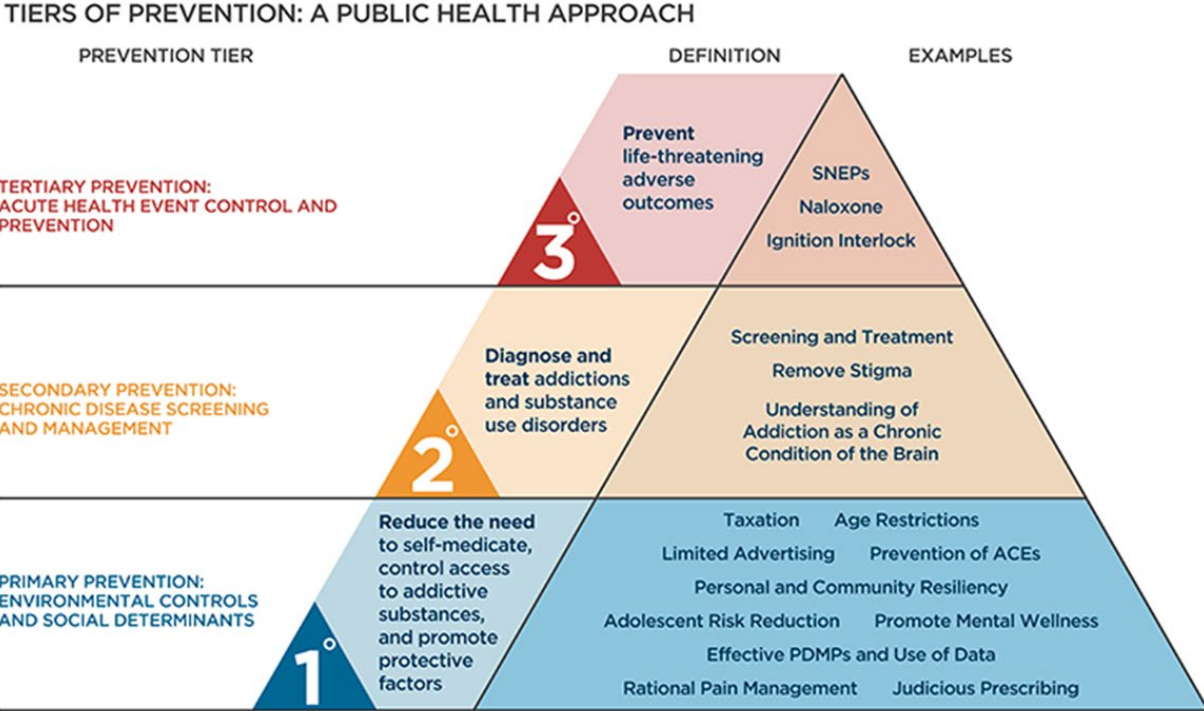 TIERS OF PREVENTION: A PUBLIC HEALTH APPROACH
PREVENTION TIER
DEFINITION
EXAMPLES
TERTIARY PREVENTION:
ACUTE HEALTH EVENT CONTROL AND
PREVENTION
3°
Prevent
life-threatening
adverse
outcomes
SNEPs
Naloxone
Ignition Interlock
SECONDARY PREVENTION:
CHRONIC DISEASE SCREENING
AND MANAGEMENT
2°
Diagnose and
treat addictions
and substance
use disorders
Screening and Treatment
Remove Stigma
Understanding of
Addiction as a Chronic
Condition of the Brain
PRIMARY PREVENTION:
ENVIRONMENTAL CONTROLS
AND SOCIAL DETERMINANTS
1°
Reduce the need
to self-medicate,
control access
to addictive
substances,
and promote
protective
factors
Taxation Age Restrictions
Limited Advertising Prevention of ACEs
Personal and Community Resiliency
Adolescent Risk Reduction Promote Mental Wellness
Effective PDMPs and Use of Data
Rational Pain Management Judicious Prescribing